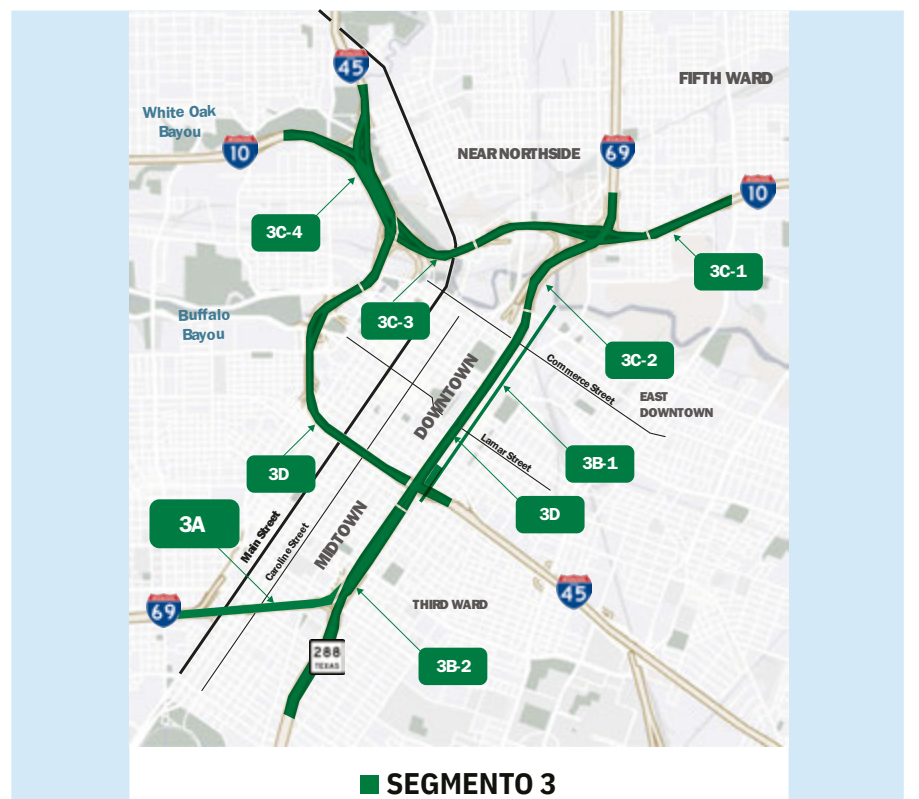 45
FIFTH WARD
White Oak
Bayou
10
NEAR NORTHSIDE
69
10
3C-4
3C-1
3C-3
Buffalo
Bayou
3C-2
Commerce Street
DOWNTOWN
EAST
DOWNTOWN
Lamar Street
3B-1
3D
3D
3A
Main Street
Caroline Street
MIDTOWN
45
69
THIRD WARD
288
TEXAS
3B-2
SEGMENTO 3